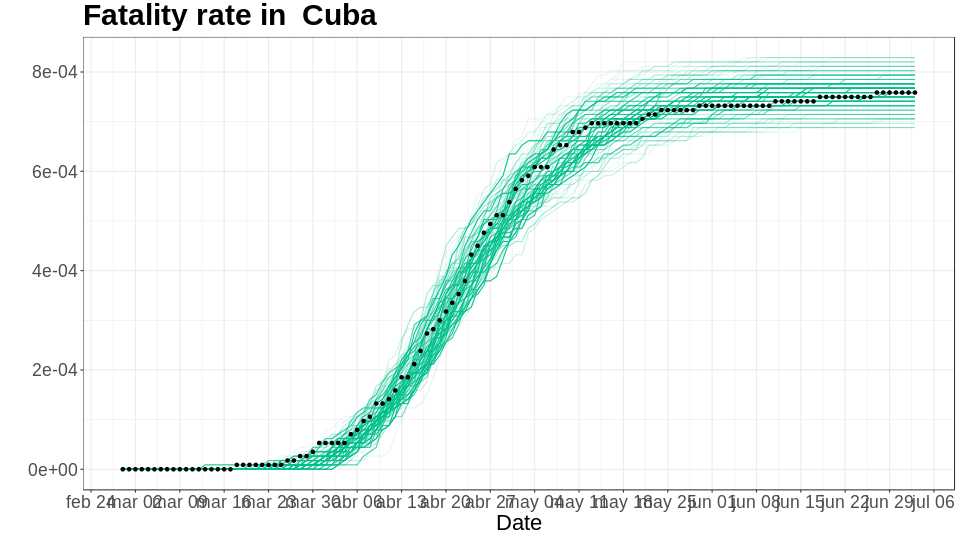 Fatality rate in  Cuba
8e-04
6e-04
4e-04
2e-04
0e+00
feb 24 mar 02 mar 09 mar 16 mar 23 mar 30 abr 06 abr 13 abr 20 abr 27 may 04 may 11 may 18 may 25 jun 01 jun 08 jun 15 jun 22 jun 29 jul 06
Date